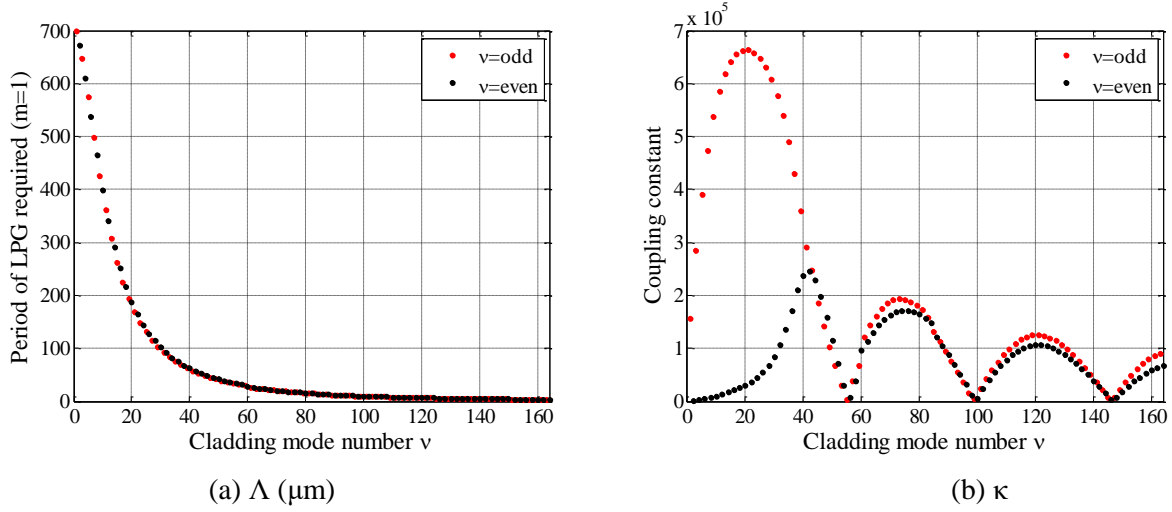 700
600
500
400
300
200
100
0
0 20 40 60 80 100 120 140 160
Period of LPG required (m=1)
Cladding mode number ν
ν=odd
ν=even
(a) Λ (μm)
x 10^5
7
6
5
4
3
2
1
0
0 20 40 60 80 100 120 140 160
Coupling constant
Cladding mode number ν
ν=odd
ν=even
(b) κ